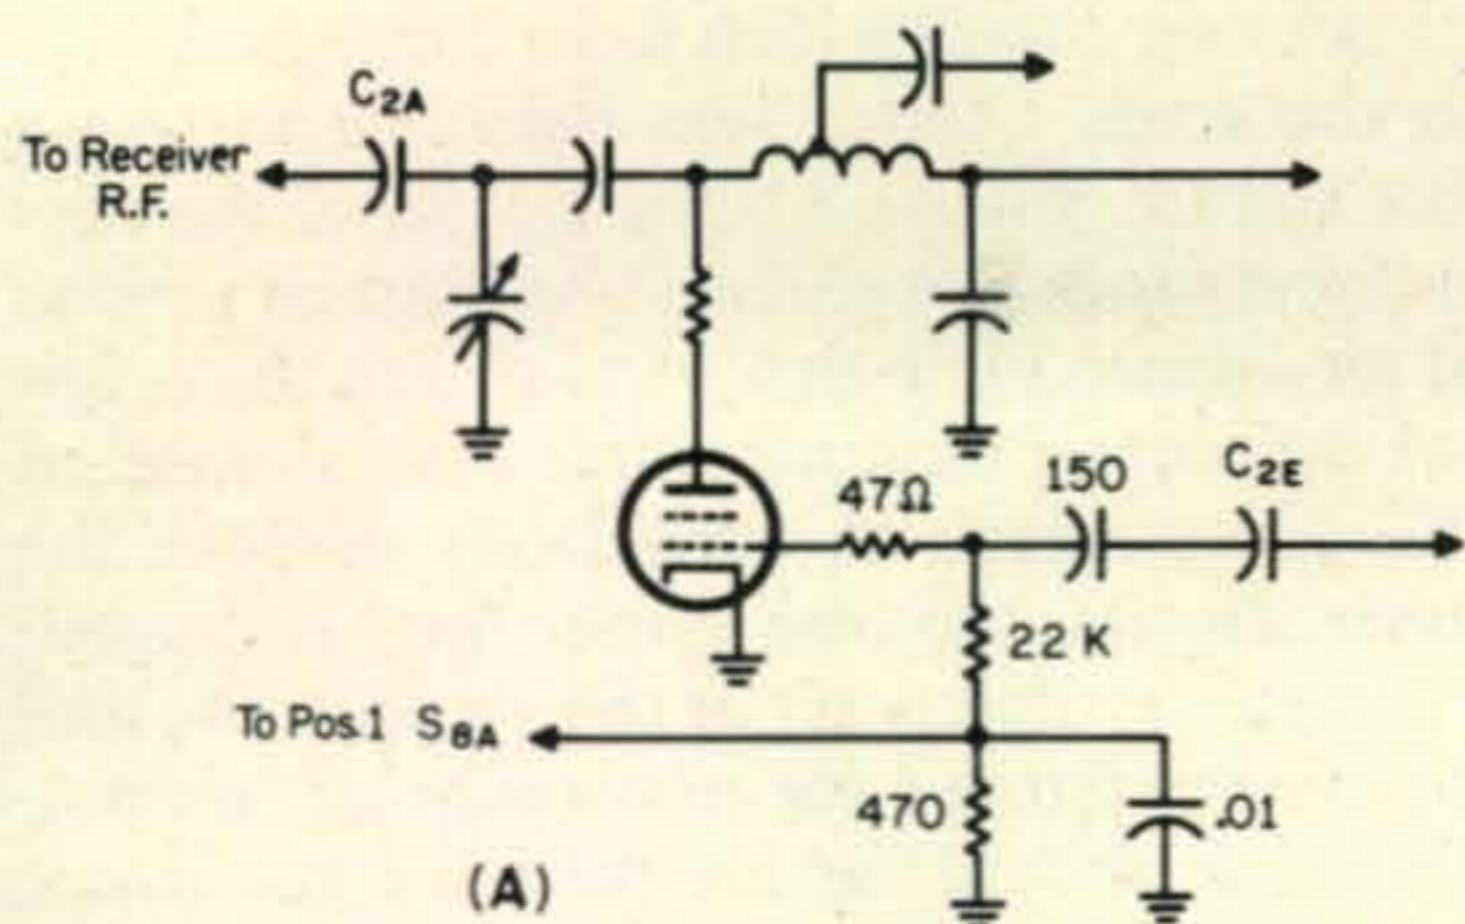 C2A
To Receiver
R.F.
47Ω
150
C2E
22 K
To Pos.1 S8A
470
.01
(A)